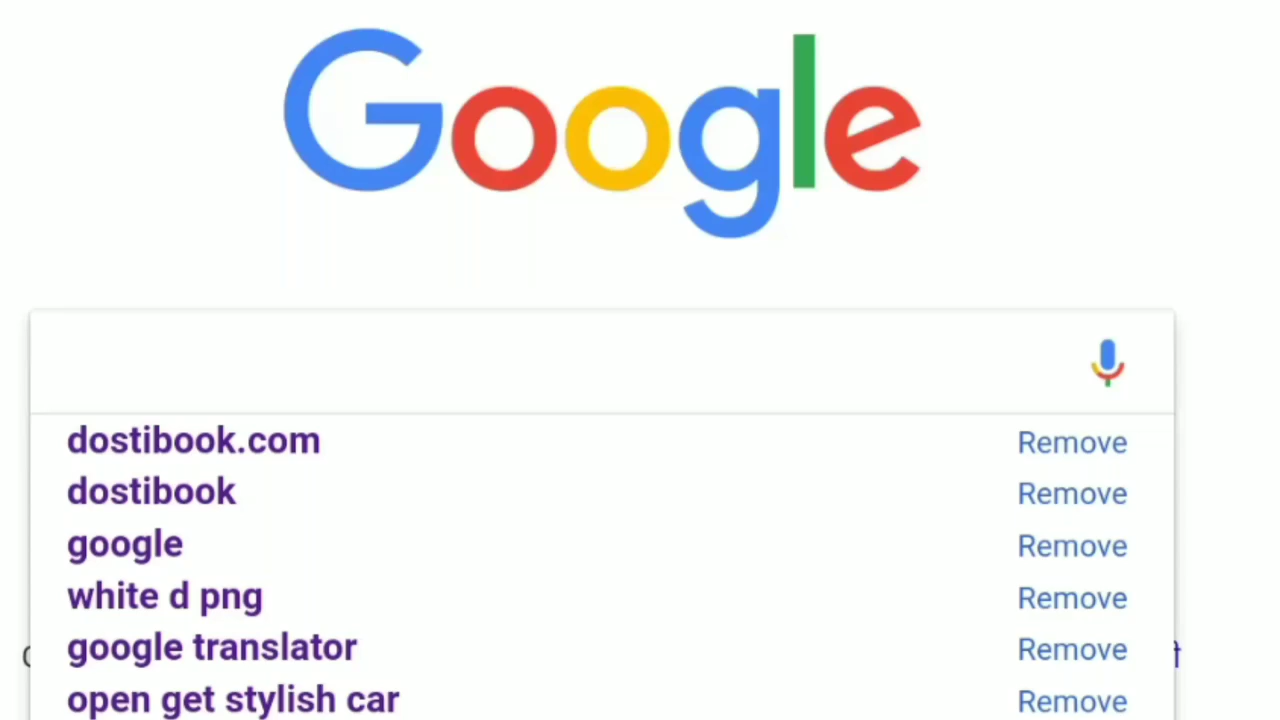 Google
dostibook.com Remove
dostibook Remove
google Remove
white d png Remove
google translator Remove
open get stylish car Remove